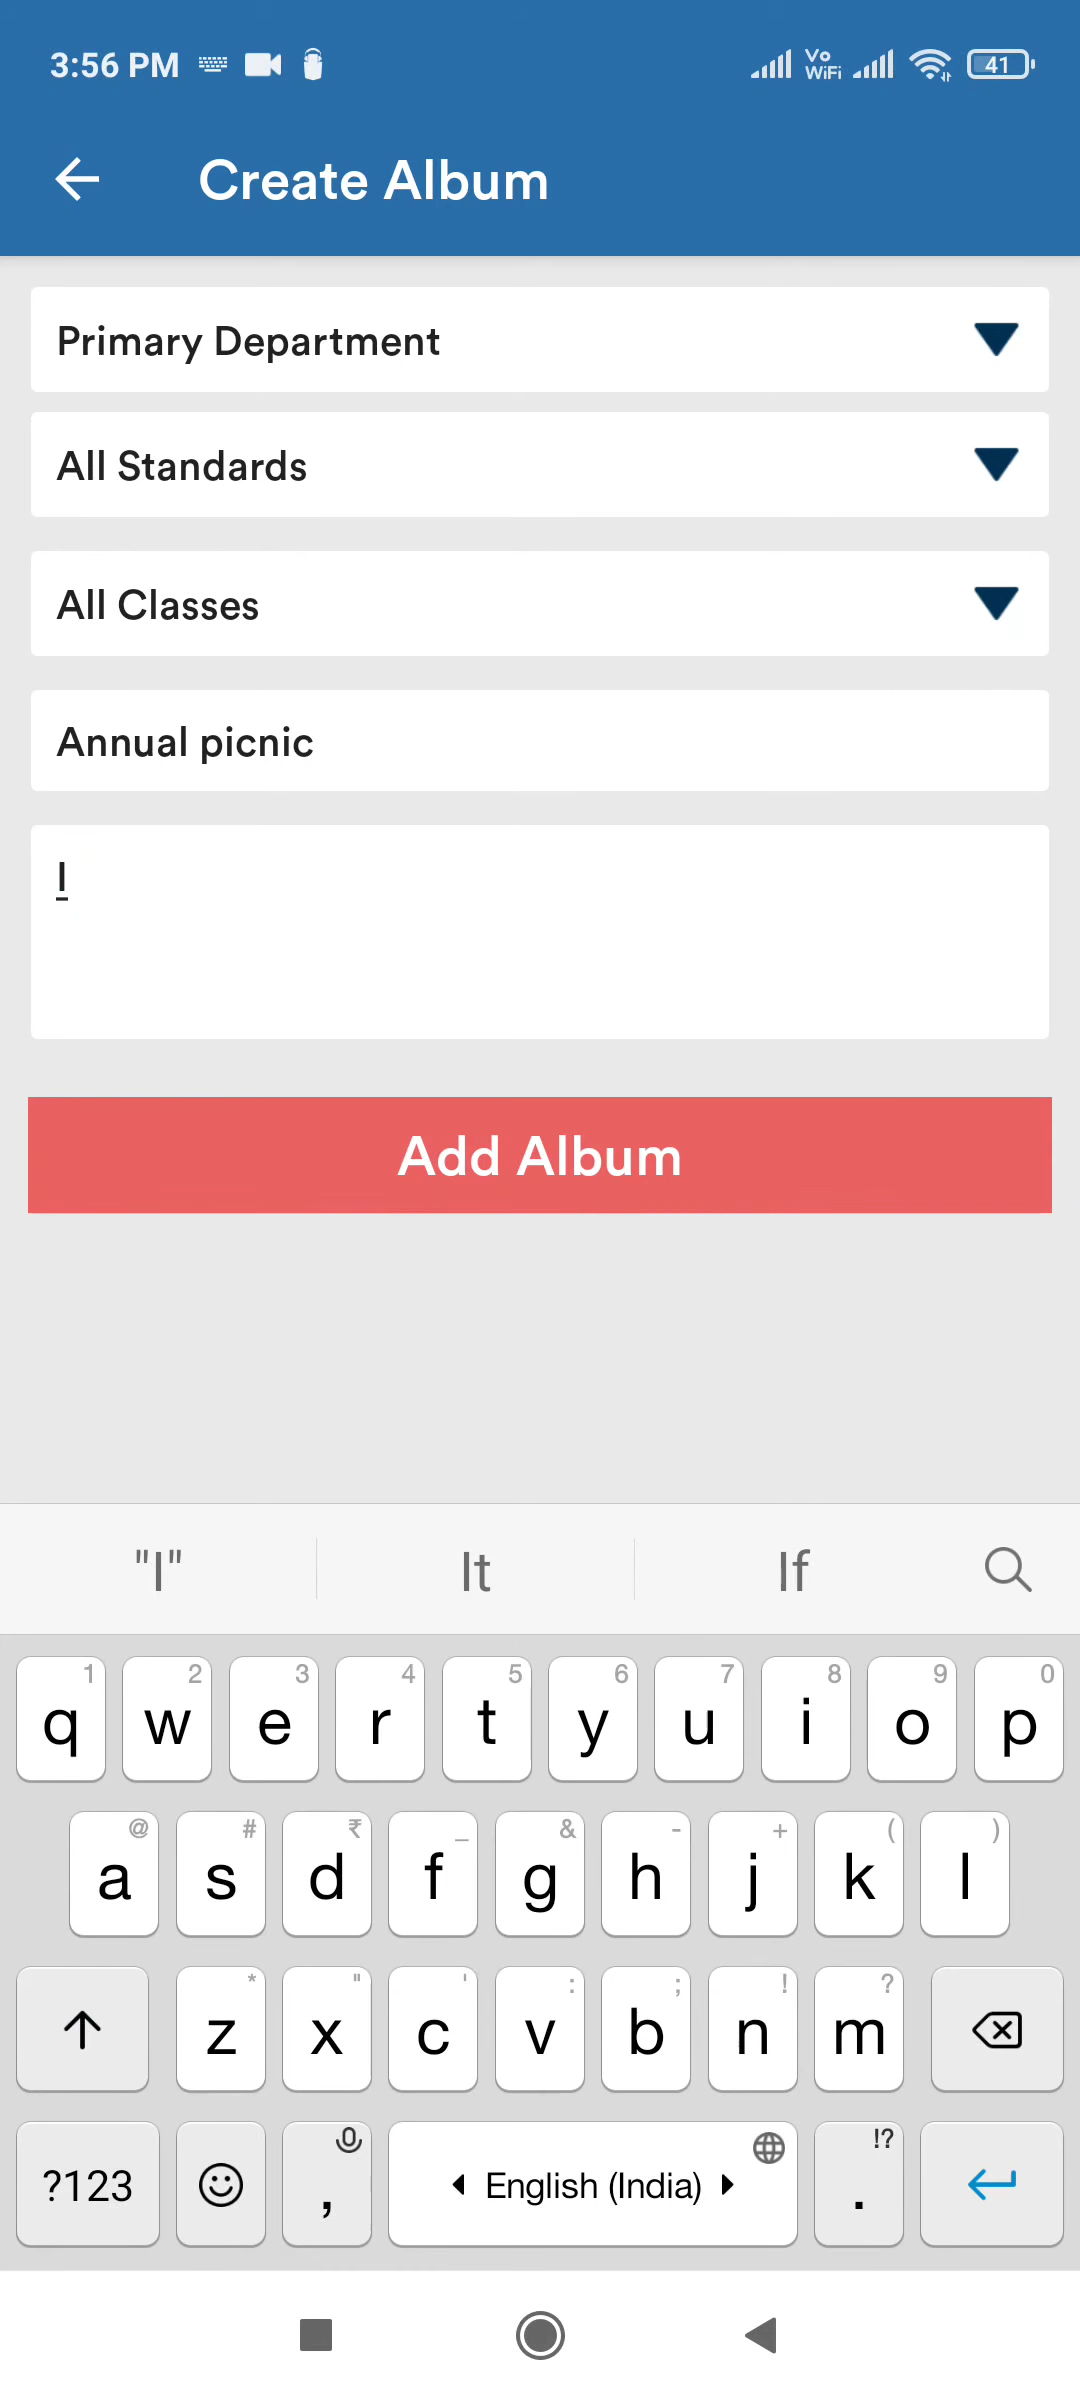 3:56 PM Vo WiFi 41
Create Album
Primary Department
All Standards
All Classes
Annual picnic
I
Add Album
"I" It If
1 2 3 4 5 6 7 8 9 0
q w e r t y u i o p
@ # ₹ _ & - + ( )
a s d f g h j k l
* " ' : ; ! ?
z x c v b n m
!?
?123 , English (India) .